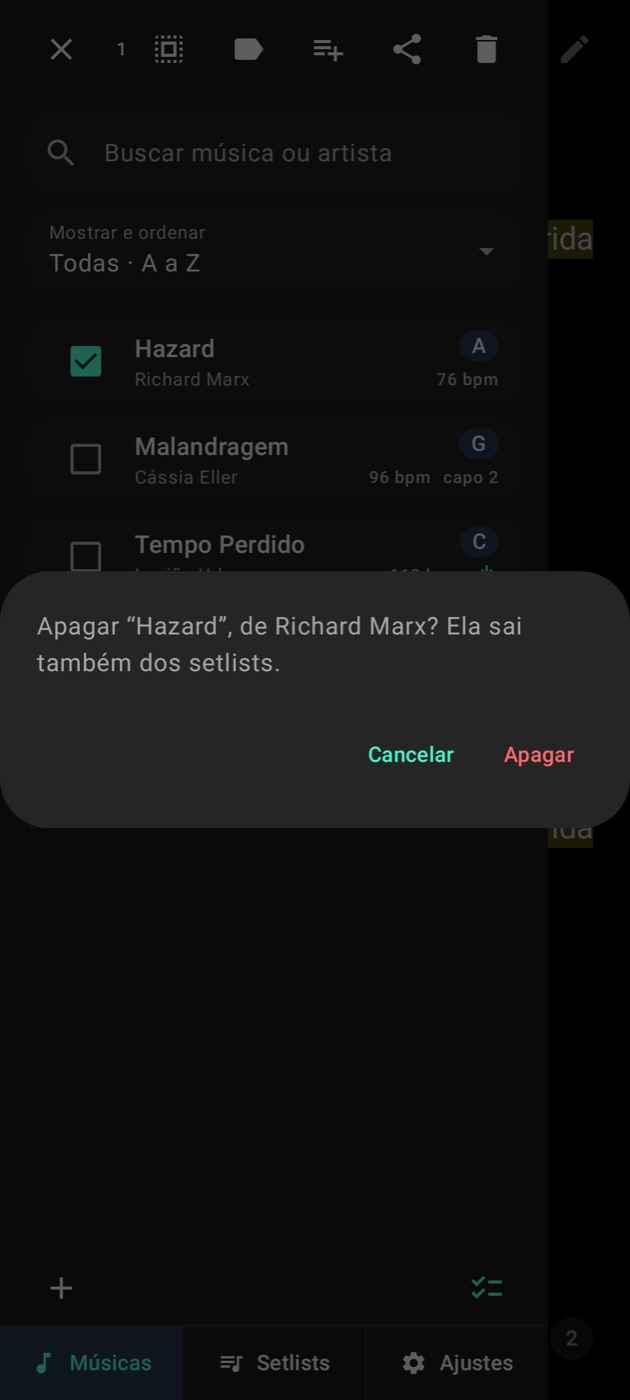 1
Buscar música ou artista
Mostrar e ordenar
Todas · A a Z
rida
Hazard
A
Richard Marx
76 bpm
Malandragem
G
Cássia Eller
96 bpm capo 2
Tempo Perdido
C
Apagar “Hazard”, de Richard Marx? Ela sai
também dos setlists.
Cancelar
Apagar
ida
2
Músicas
Setlists
Ajustes